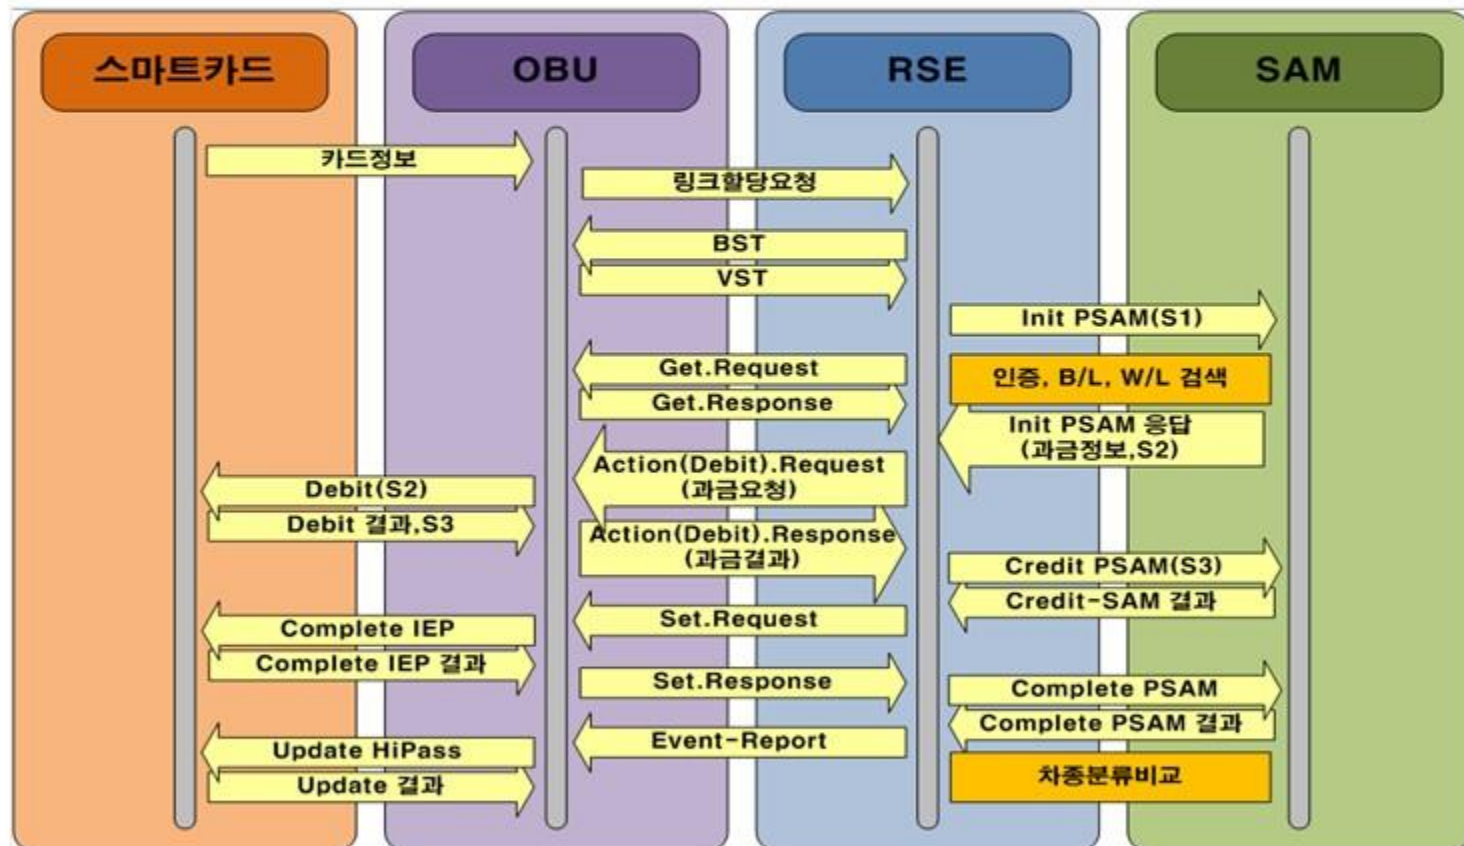 스마트카드
OBU
RSE
SAM
카드정보
링크할당요청
BST
VST
Init PSAM(S1)
Get.Request
인증, B/L, W/L 검색
Get.Response
Init PSAM 응답
(과금정보,S2)
Action(Debit).Request
(과금요청)
Debit(S2)
Debit 결과,S3
Action(Debit).Response
(과금결과)
Credit PSAM(S3)
Credit-SAM 결과
Set.Request
Complete IEP
Complete IEP 결과
Set.Response
Complete PSAM
Complete PSAM 결과
Event-Report
Update HiPass
Update 결과
차종분류비교